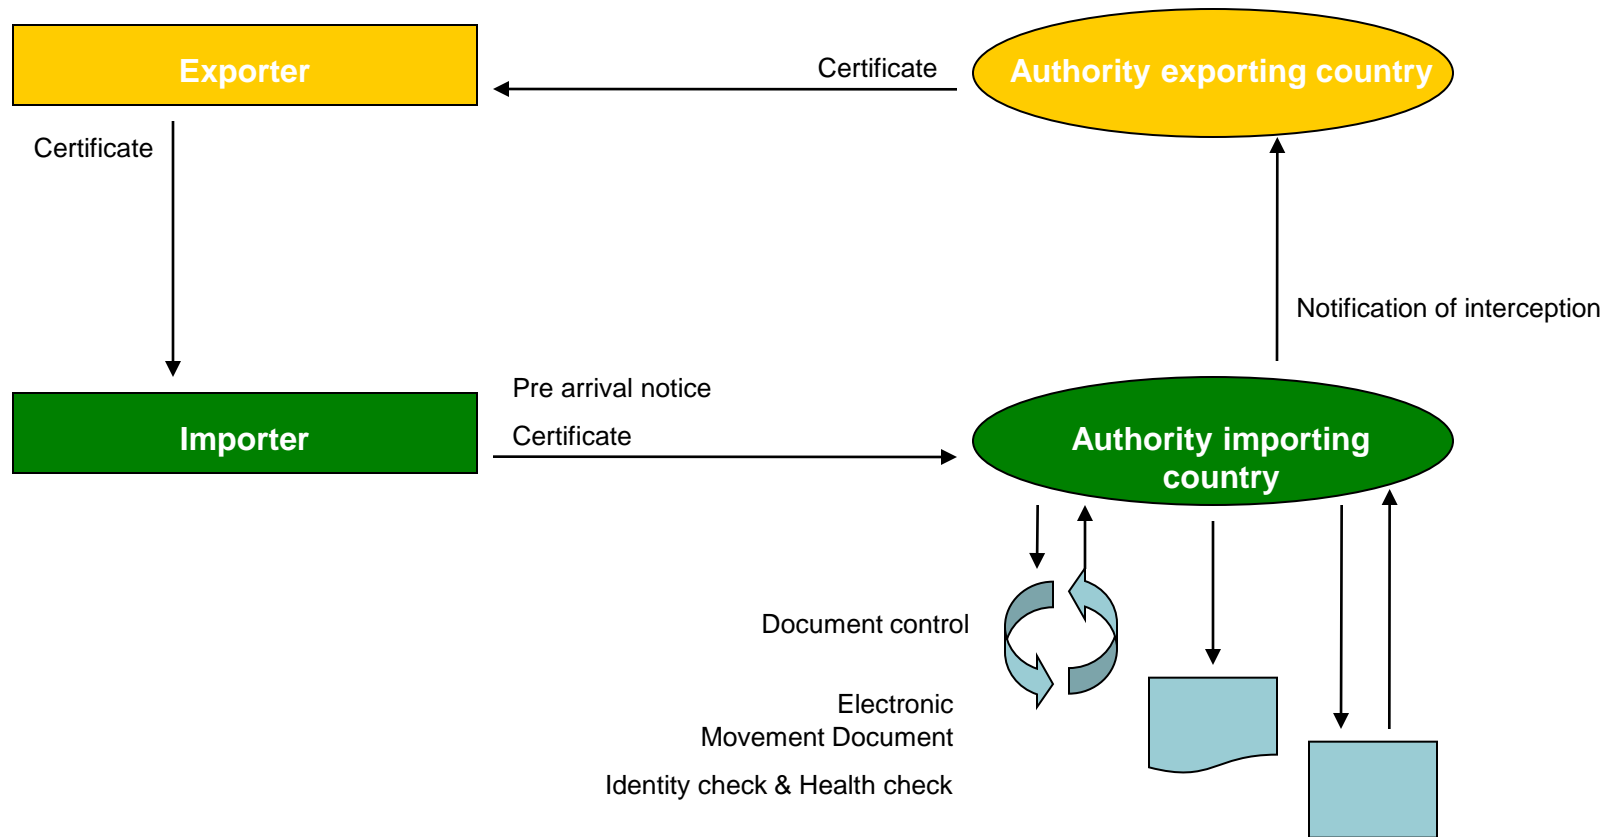 Exporter
Certificate
Authority exporting country
Certificate
Notification of interception
Pre arrival notice
Certificate
Importer
Authority importing
country
Document control
Electronic
Movement Document
Identity check & Health check